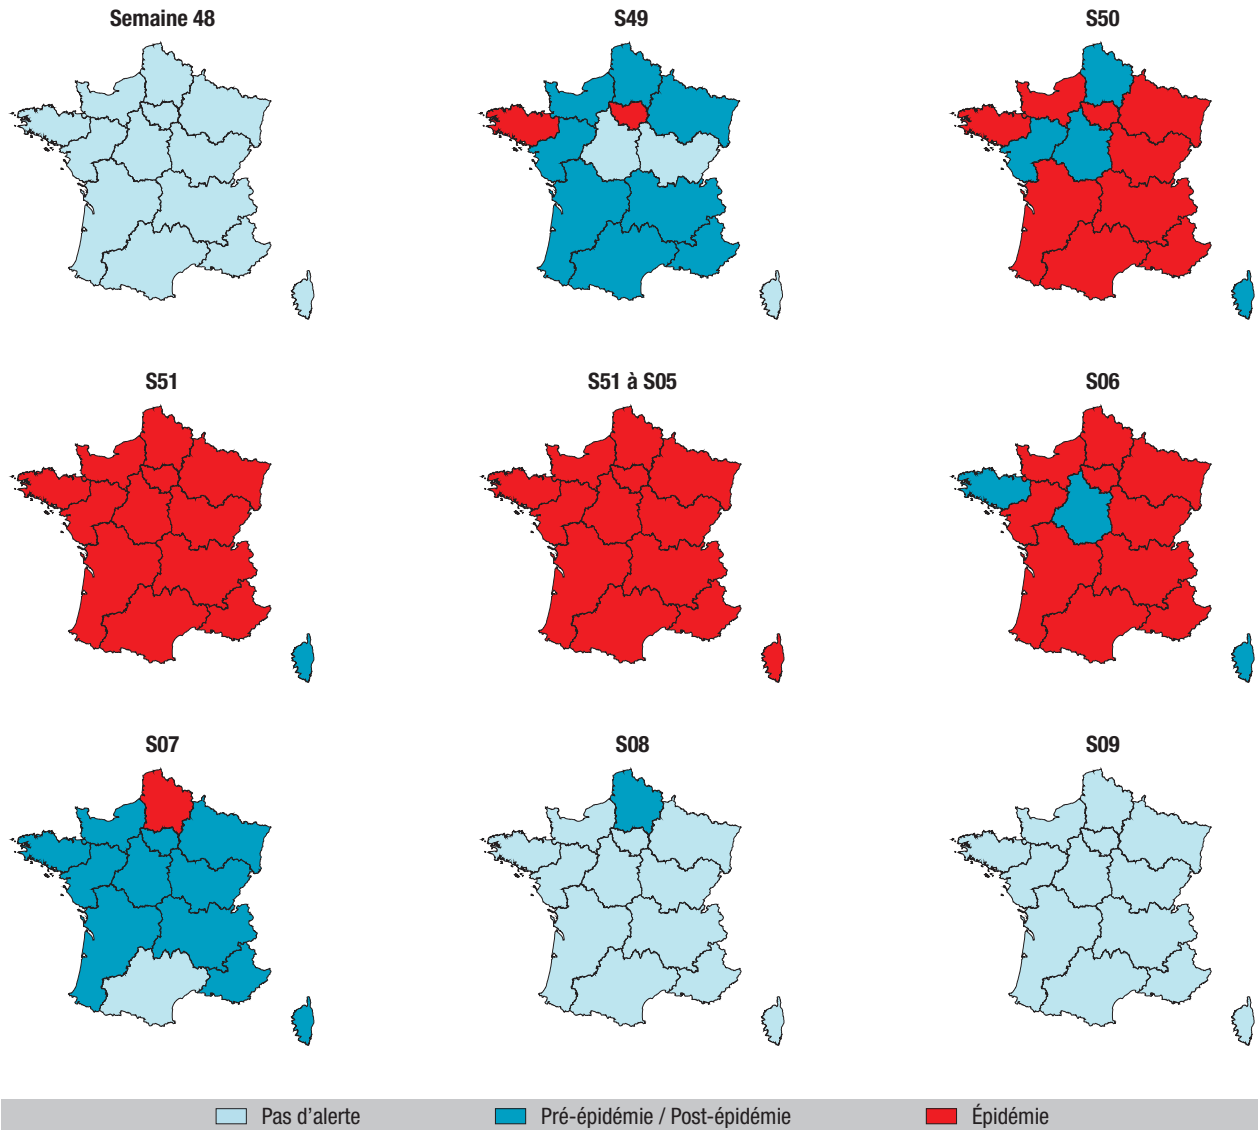 Semaine 48
S49
S50
S51
S51 à S05
S06
S07
S08
S09
Pas d'alerte
Pré-épidémie / Post-épidémie
Épidémie